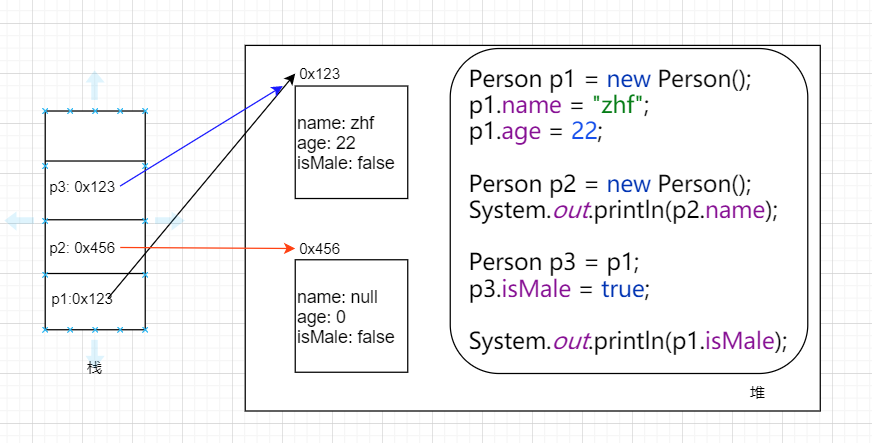 p3: 0x123
p2: 0x456
p1:0x123
栈
0x123
name: zhf
age: 22
isMale: false
0x456
name: null
age: 0
isMale: false
Person p1 = new Person();
p1.name = "zhf";
p1.age = 22;
Person p2 = new Person();
System.out.println(p2.name);
Person p3 = p1;
p3.isMale = true;
System.out.println(p1.isMale);
堆